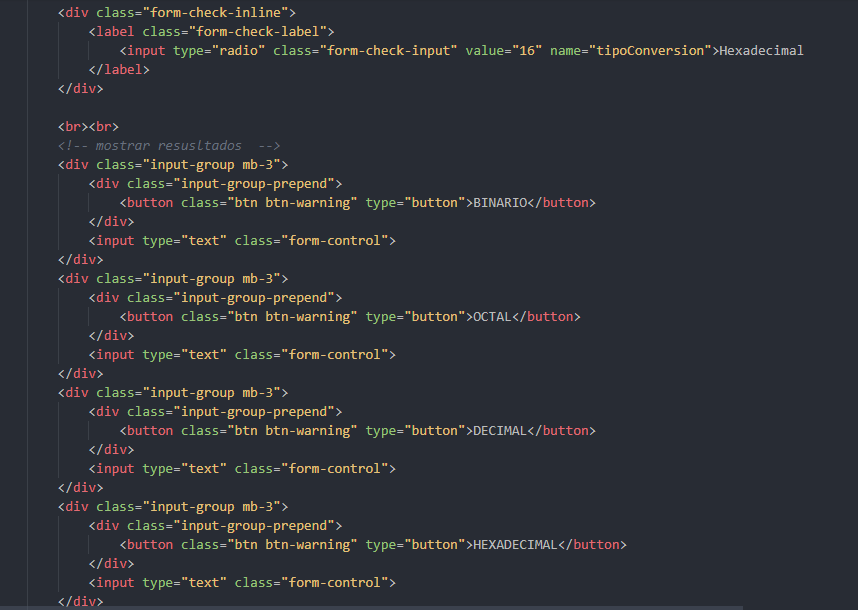 <div class="form-check-inline">
<label class="form-check-label">
<input type="radio" class="form-check-input" value="16" name="tipoConversion">Hexadecimal
</label>
</div>
<br><br>
<!-- mostrar resusltados  -->
<div class="input-group mb-3">
<div class="input-group-prepend">
<button class="btn btn-warning" type="button">BINARIO</button>
</div>
<input type="text" class="form-control">
</div>
<div class="input-group mb-3">
<div class="input-group-prepend">
<button class="btn btn-warning" type="button">OCTAL</button>
</div>
<input type="text" class="form-control">
</div>
<div class="input-group mb-3">
<div class="input-group-prepend">
<button class="btn btn-warning" type="button">DECIMAL</button>
</div>
<input type="text" class="form-control">
</div>
<div class="input-group mb-3">
<div class="input-group-prepend">
<button class="btn btn-warning" type="button">HEXADECIMAL</button>
</div>
<input type="text" class="form-control">
</div>